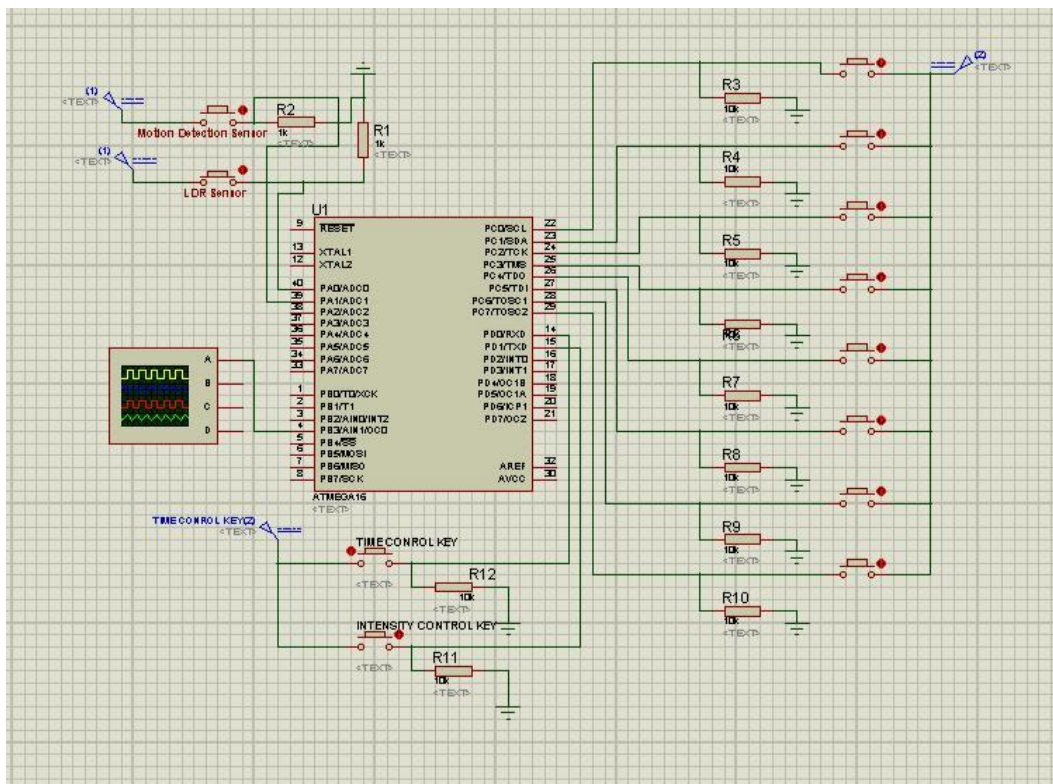 (1)
<TEXT>
Motion Detection Sensor
R2
1k
<TEXT>
R1
1k
<TEXT>
(1)
<TEXT>
LDR Sensor
(2)
<TEXT>
R3
10k
<TEXT>
R4
10k
<TEXT>
R5
10k
<TEXT>
R6
R7
10k
<TEXT>
R8
10k
<TEXT>
R9
10k
<TEXT>
R10
10k
<TEXT>
U1
9 RESET
13 XTAL1
12 XTAL2
40 PA0/ADC0
39 PA1/ADC1
38 PA2/ADC2
37 PA3/ADC3
36 PA4/ADC4
35 PA5/ADC5
34 PA6/ADC6
33 PA7/ADC7
1 PB0/T0/XCK
2 PB1/T1
3 PB2/AIN0/INT2
4 PB3/AIN1/OC0
5 PB4/SS
6 PB5/MOSI
7 PB6/MISO
8 PB7/SCK
PC0/SCL 22
PC1/SDA 23
PC2/TCK 24
PC3/TMS 25
PC4/TDO 26
PC5/TDI 27
PC6/TOSC1 28
PC7/TOSC2 29
PD0/RXD 14
PD1/TXD 15
PD2/INT0 16
PD3/INT1 17
PD4/OC1B 18
PD5/OC1A 19
PD6/ICP1 20
PD7/OC2 21
AREF 32
AVCC 30
ATMEGA16
<TEXT>
A
B
C
D
TIME CONROL KEY(2)
<TEXT>
TIME CONROL KEY
<TEXT>
R12
10k
<TEXT>
INTENSITY CONTROL KEY
<TEXT>
R11
10k
<TEXT>